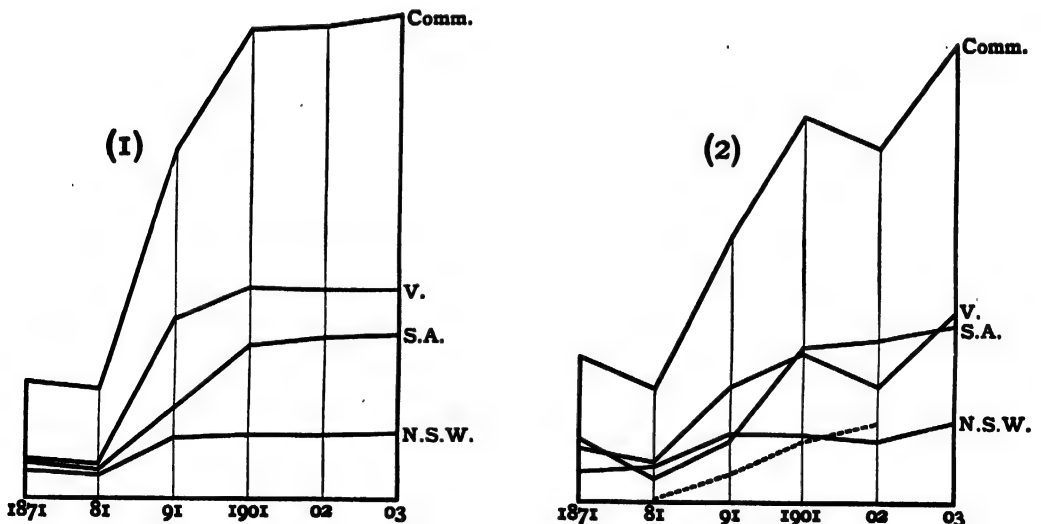 Comm.
(1)
V.
S.A.
N.S.W.
1871 81 91 1901 02 03
Comm.
(2)
V.
S.A.
N.S.W.
1871 81 91 1901 02 03